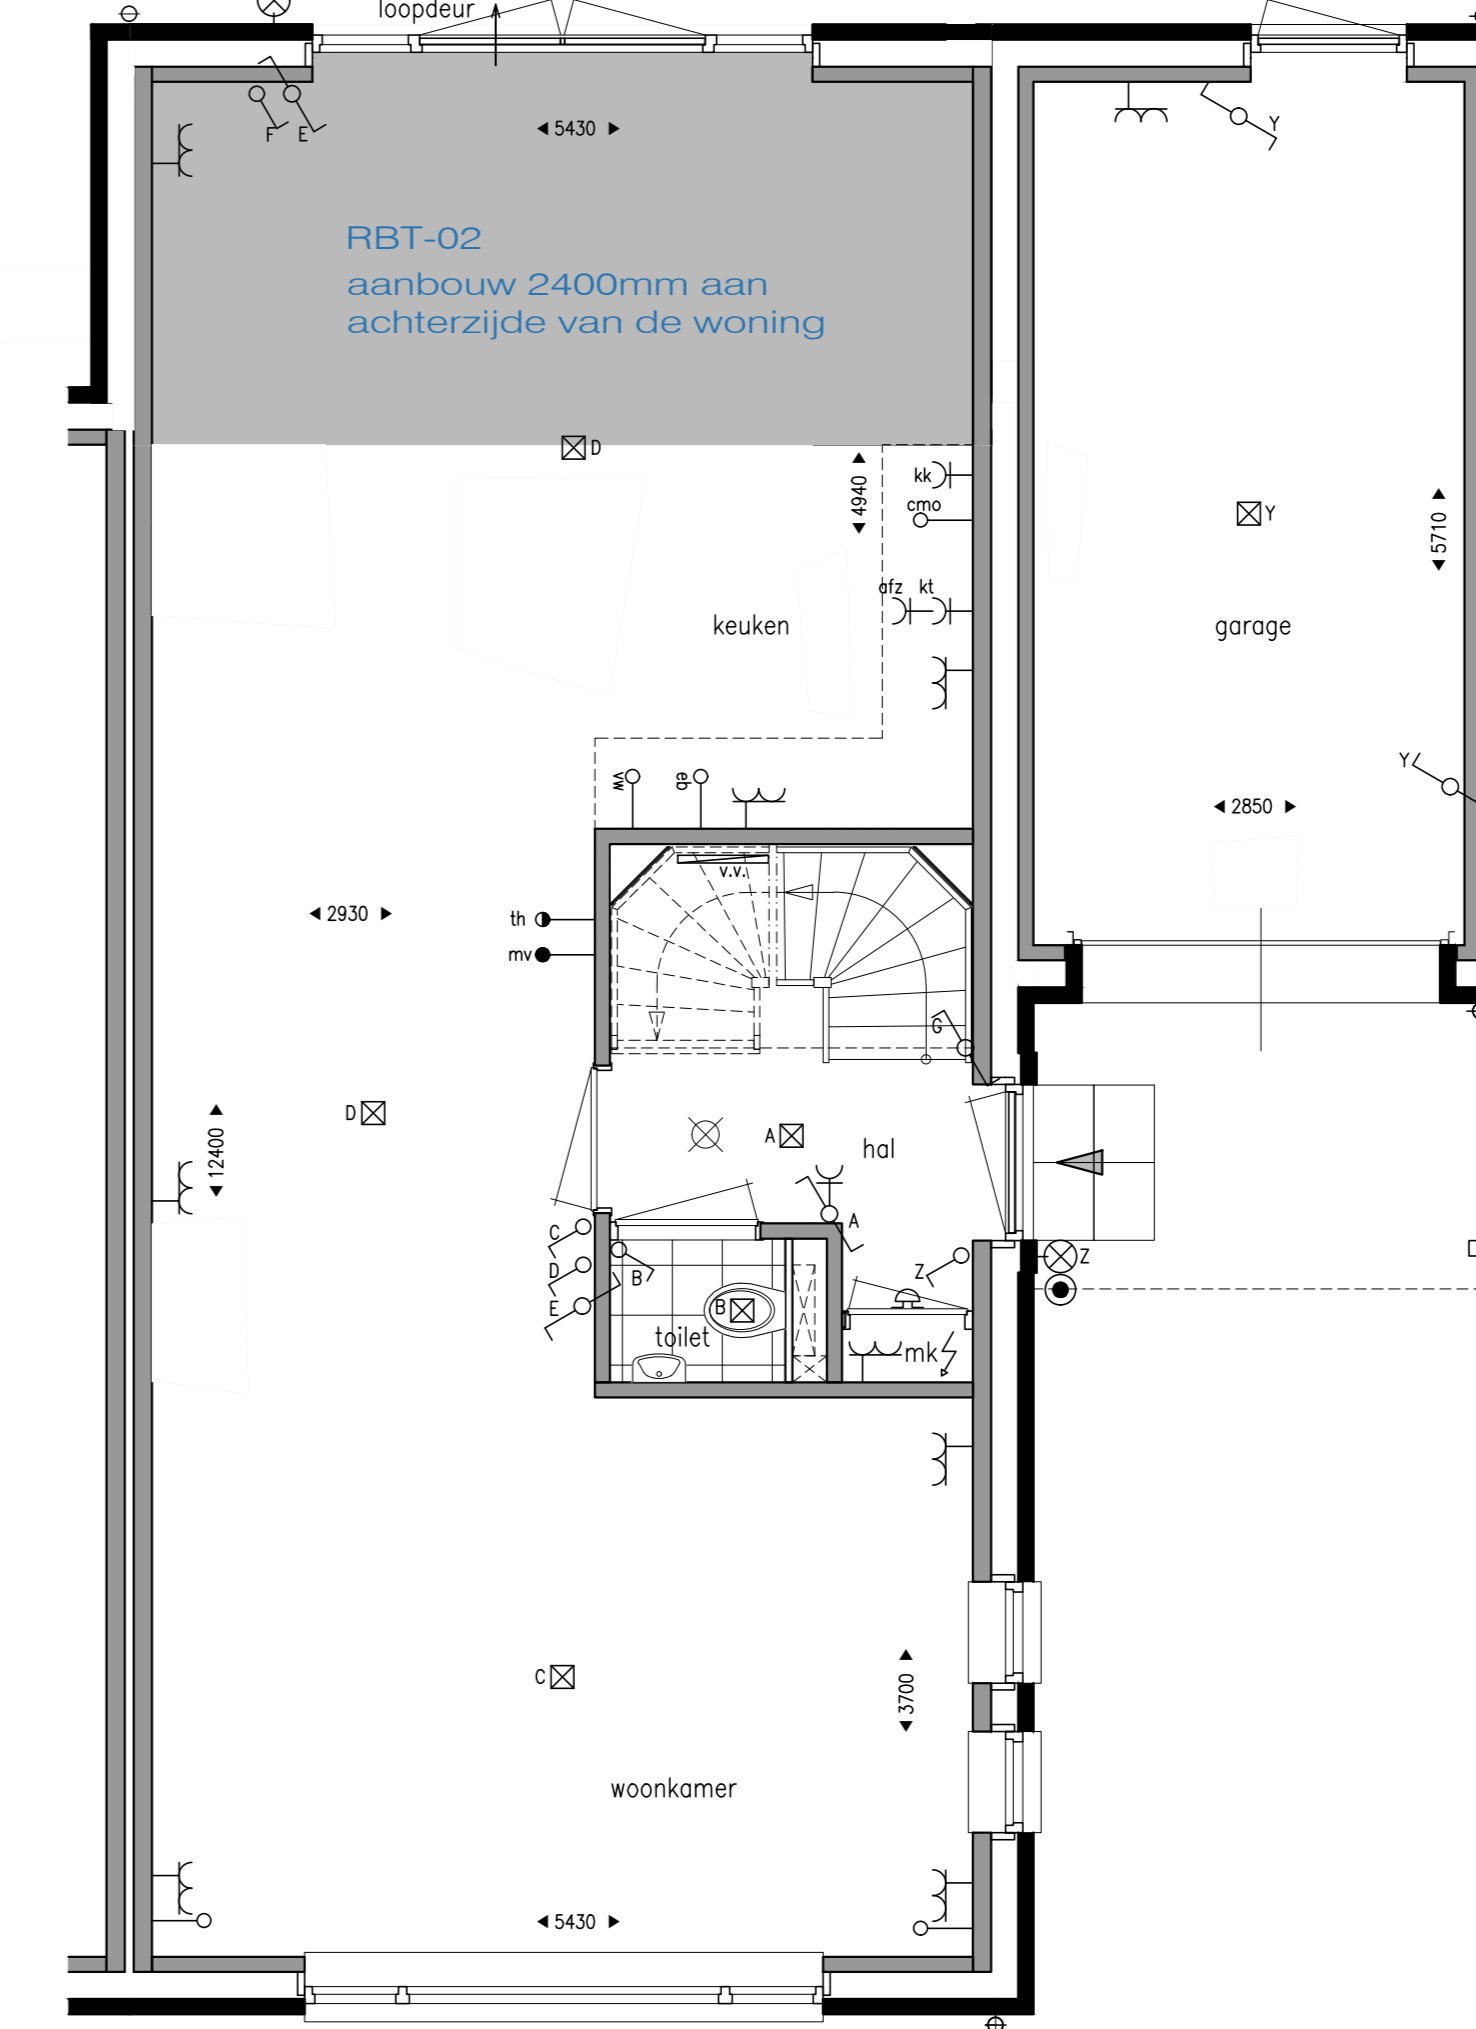 loopdeur
F E
5430
Y
RBT-02
aanbouw 2400mm aan
achterzijde van de woning
D
kk
4940
cmo
Y
5710
afz kt
keuken
garage
Y
vw
eb
2850
v.v.
2930
th
mv
G
D
A
hal
12400
A
C
D
E
B
Z
Z
B
toilet
mk
C
3700
woonkamer
5430